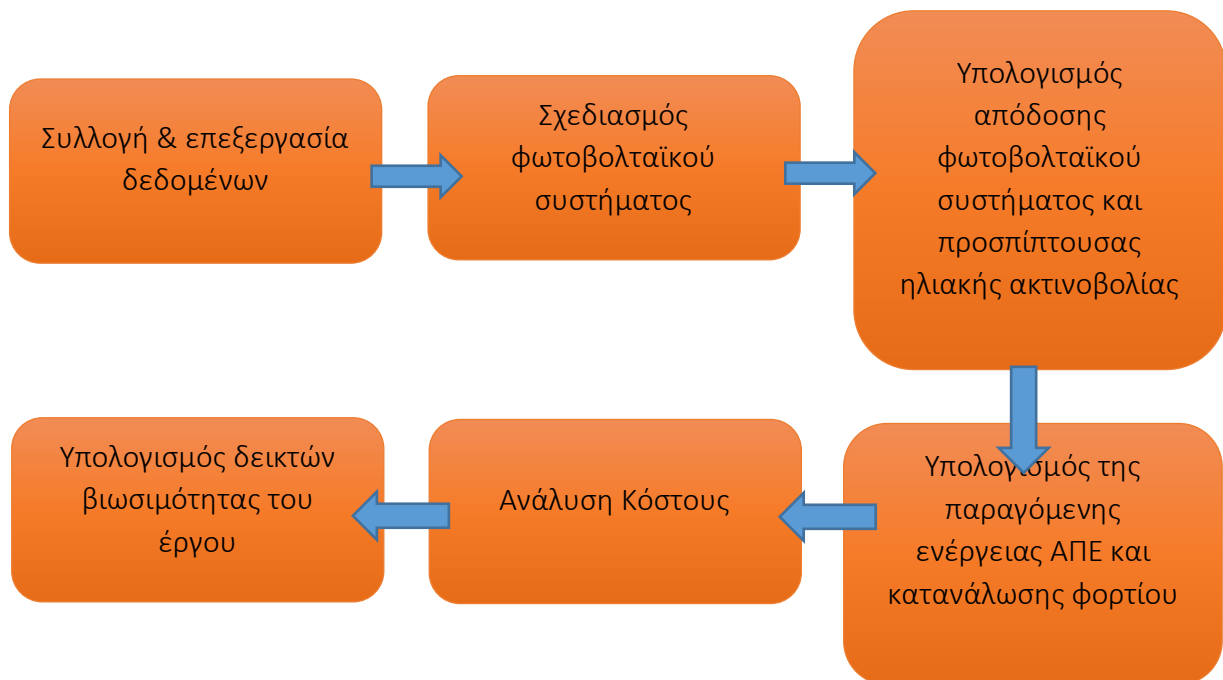 Συλλογή & επεξεργασία
δεδομένων
Σχεδιασμός
φωτοβολταϊκού
συστήματος
Υπολογισμός
απόδοσης
φωτοβολταϊκού
συστήματος και
προσπίπτουσας
ηλιακής ακτινοβολίας
Υπολογισμός της
παραγόμενης
ενέργειας ΑΠΕ και
κατανάλωσης φορτίου
Ανάλυση Κόστους
Υπολογισμός δεικτών
βιωσιμότητας του
έργου